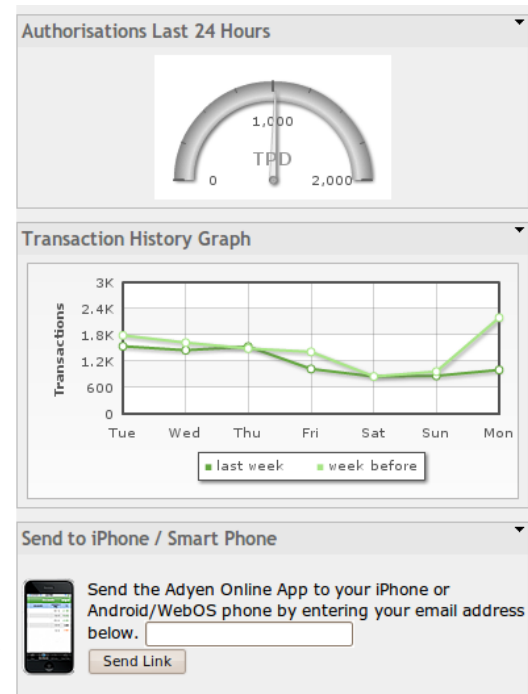 Authorisations Last 24 Hours
1,000
TPD
0 2,000
Transaction History Graph
3K
2.4K
1.8K
1.2K
600
0
Transactions
Tue Wed Thu Fri Sat Sun Mon
last week week before
Send to iPhone / Smart Phone
Send the Adyen Online App to your iPhone or
Android/WebOS phone by entering your email address
below.
Send Link